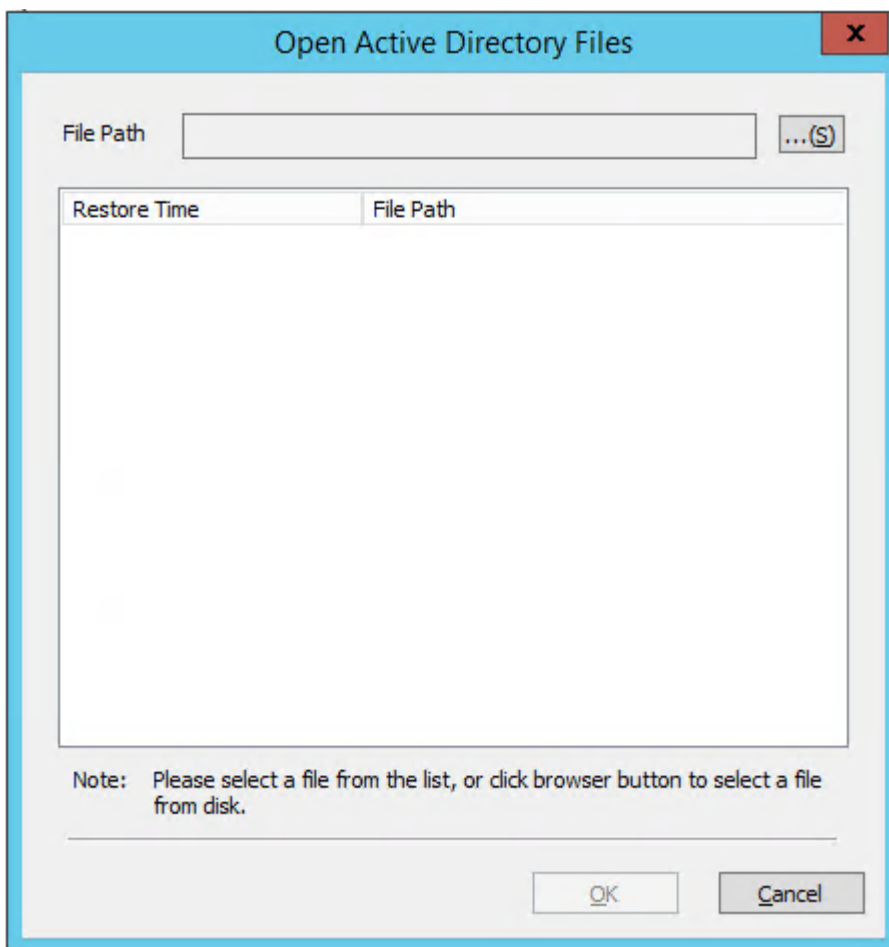 Open Active Directory Files
x
File Path
...(S)
Restore Time File Path
Note: Please select a file from the list, or click browser button to select a file
from disk.
OK Cancel